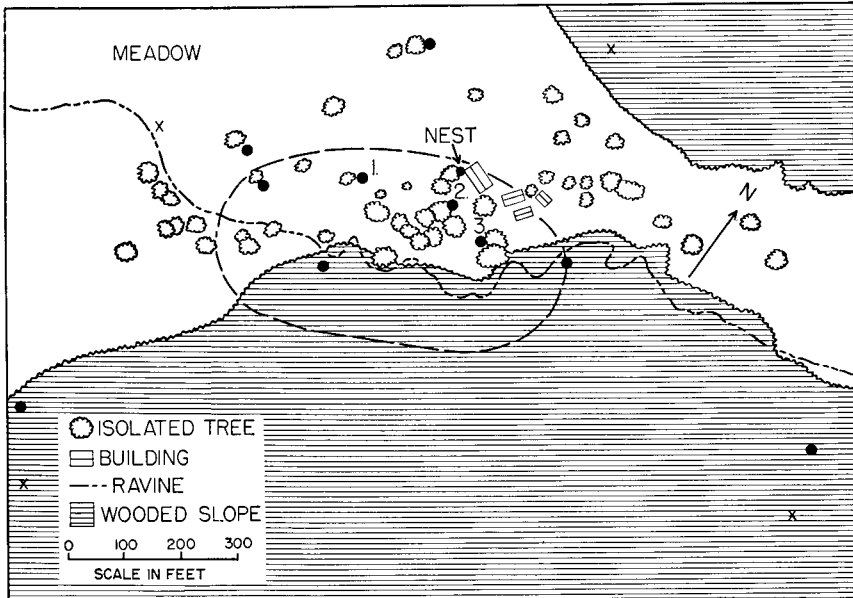 MEADOW
X
X
NEST
1.
2.
3.
N
X
X
ISOLATED TREE
BUILDING
RAVINE
WOODED SLOPE
0 100 200 300
SCALE IN FEET